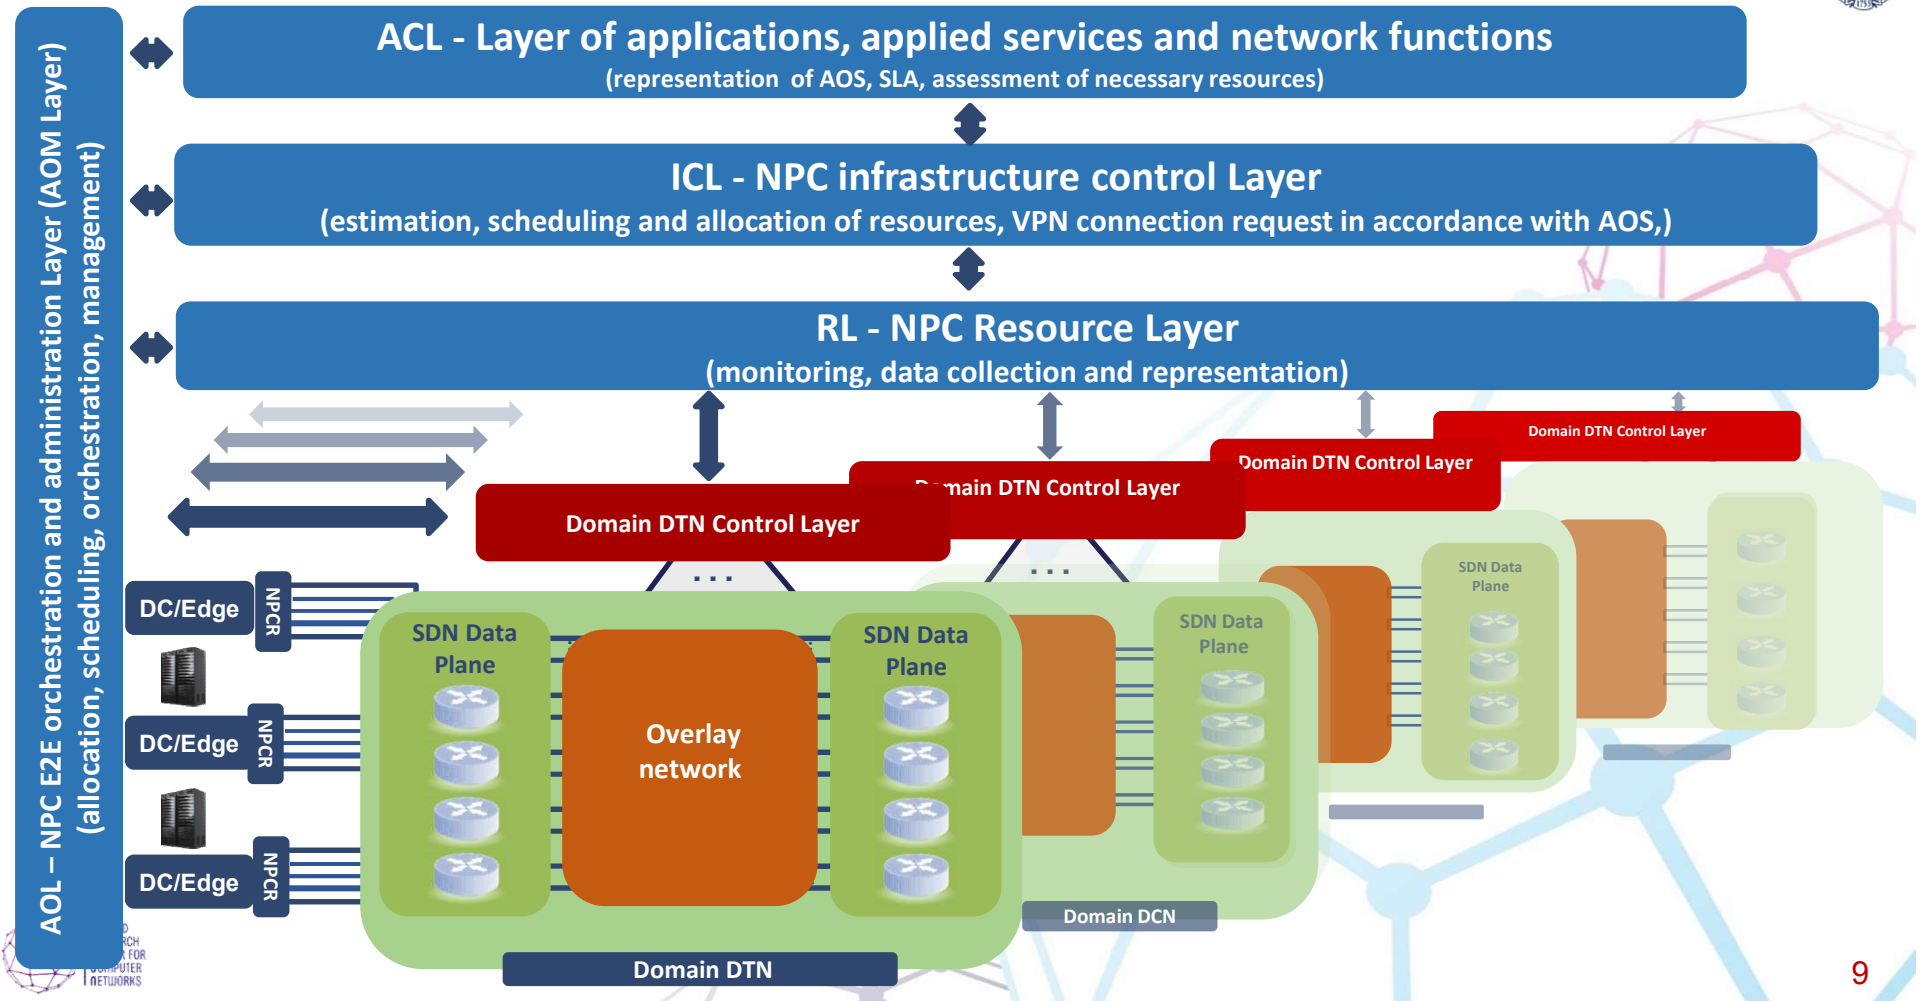 ACL - Layer of applications, applied services and network functions
(representation of AOS, SLA, assessment of necessary resources)
ICL - NPC infrastructure control Layer
(estimation, scheduling and allocation of resources, VPN connection request in accordance with AOS,)
RL - NPC Resource Layer
(monitoring, data collection and representation)
AOL – NPC E2E orchestration and administration Layer (AOM Layer)
(allocation, scheduling, orchestration, management)
Domain DTN Control Layer
Domain DTN Control Layer
Domain DTN Control Layer
Domain DTN Control Layer
...
...
DC/Edge
NPCR
DC/Edge
NPCR
DC/Edge
NPCR
SDN Data
Plane
Overlay
network
SDN Data
Plane
SDN Data
Plane
SDN Data
Plane
Domain DCN
Domain DTN
FOR
NETWORKS
9